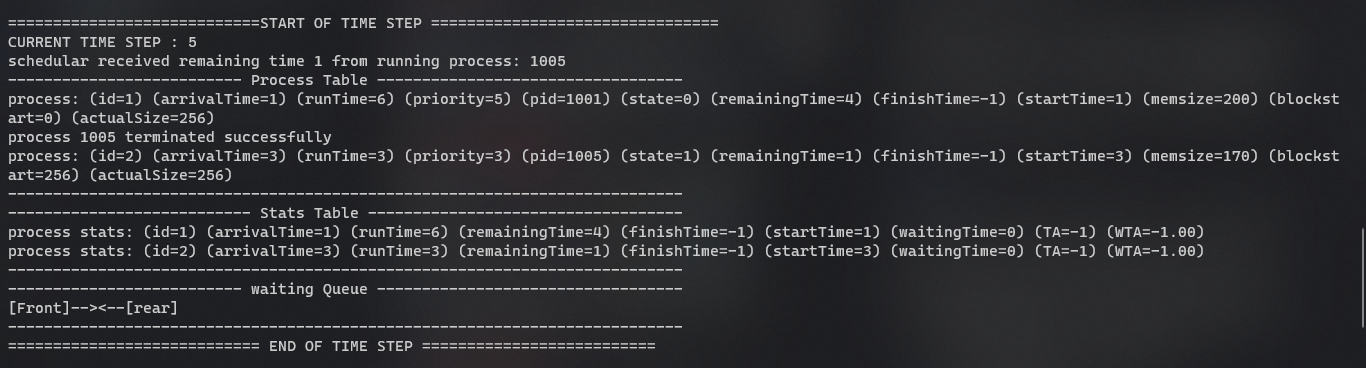 ============================START OF TIME STEP ================================
CURRENT TIME STEP : 5
schedular received remaining time 1 from running process: 1005
-------------------------- Process Table ----------------------------------
process: (id=1) (arrivalTime=1) (runTime=6) (priority=5) (pid=1001) (state=0) (remainingTime=4) (finishTime=-1) (startTime=1) (memsize=200) (blockst
art=0) (actualSize=256)
process 1005 terminated successfully
process: (id=2) (arrivalTime=3) (runTime=3) (priority=3) (pid=1005) (state=1) (remainingTime=1) (finishTime=-1) (startTime=3) (memsize=170) (blockst
art=256) (actualSize=256)
---------------------------------------------------------------------------
--------------------------- Stats Table -----------------------------------
process stats: (id=1) (arrivalTime=1) (runTime=6) (remainingTime=4) (finishTime=-1) (startTime=1) (waitingTime=0) (TA=-1) (WTA=-1.00)
process stats: (id=2) (arrivalTime=3) (runTime=3) (remainingTime=1) (finishTime=-1) (startTime=3) (waitingTime=0) (TA=-1) (WTA=-1.00)
---------------------------------------------------------------------------
-------------------------- waiting Queue ----------------------------------
[Front]--><--[rear]
---------------------------------------------------------------------------
============================ END OF TIME STEP ==========================